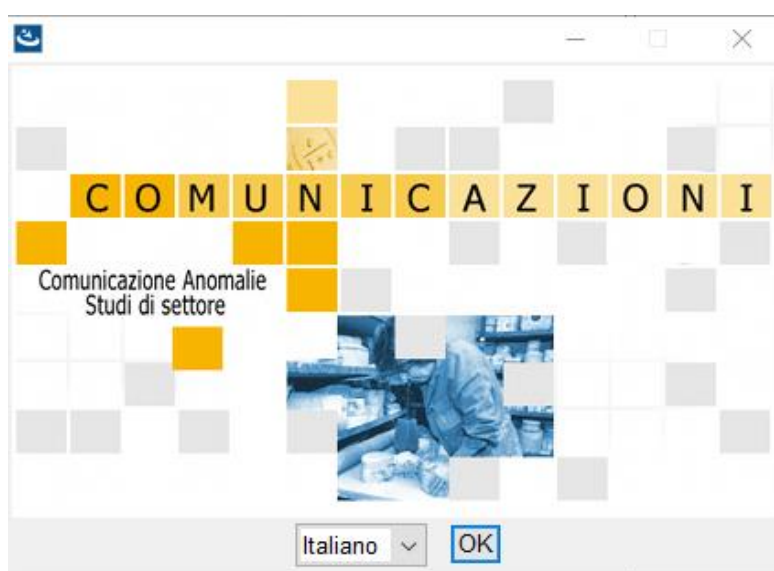 COMUNICAZIONI
Comunicazione Anomalie
Studi di settore
Italiano
OK